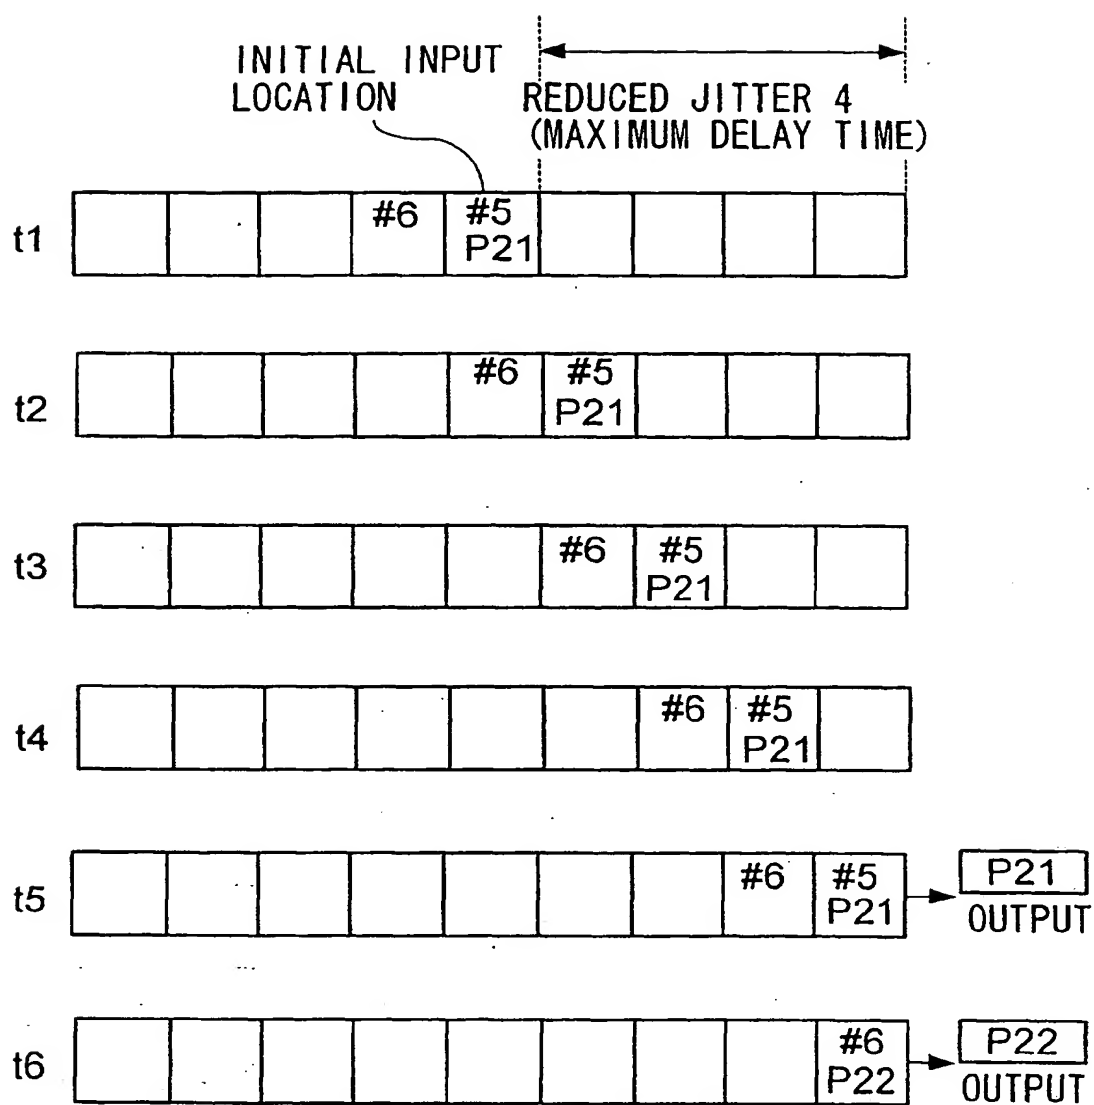 INITIAL INPUT
LOCATION
REDUCED JITTER 4
(MAXIMUM DELAY TIME)
t1 #6 #5
P21
t2 #6 #5
P21
t3 #6 #5
P21
t4 #6 #5
P21
t5 #6 #5 P21
P21 OUTPUT
t6 #6 P22
P22 OUTPUT